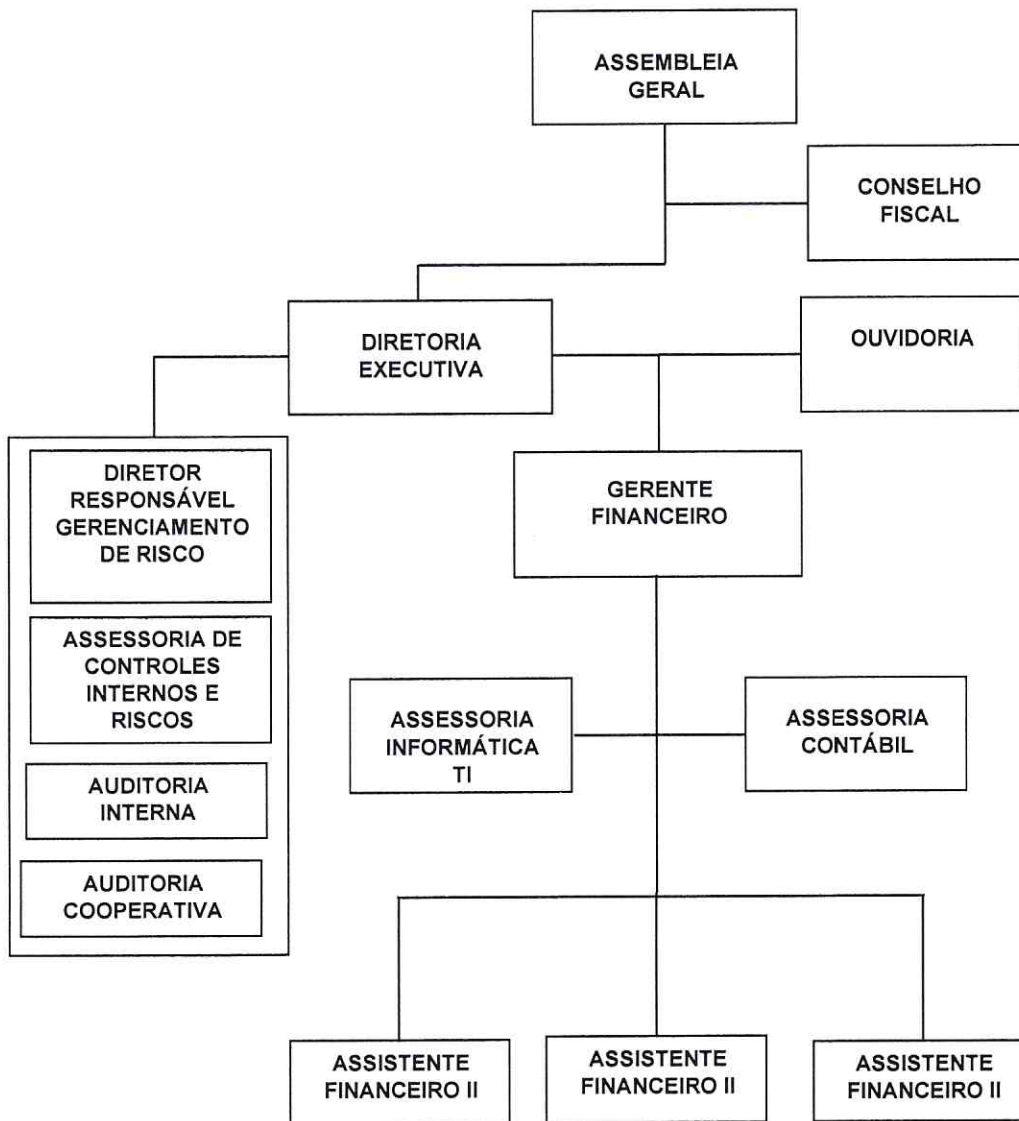 ASSEMBLEIA
GERAL
CONSELHO
FISCAL
DIRETORIA
EXECUTIVA
OUVIDORIA
DIRETOR
RESPONSÁVEL
GERENCIAMENTO
DE RISCO
GERENTE
FINANCEIRO
ASSESSORIA DE
CONTROLES
INTERNOS E
RISCOS
ASSESSORIA
INFORMÁTICA
TI
ASSESSORIA
CONTÁBIL
AUDITORIA
INTERNA
AUDITORIA
COOPERATIVA
ASSISTENTE
FINANCEIRO II
ASSISTENTE
FINANCEIRO II
ASSISTENTE
FINANCEIRO II